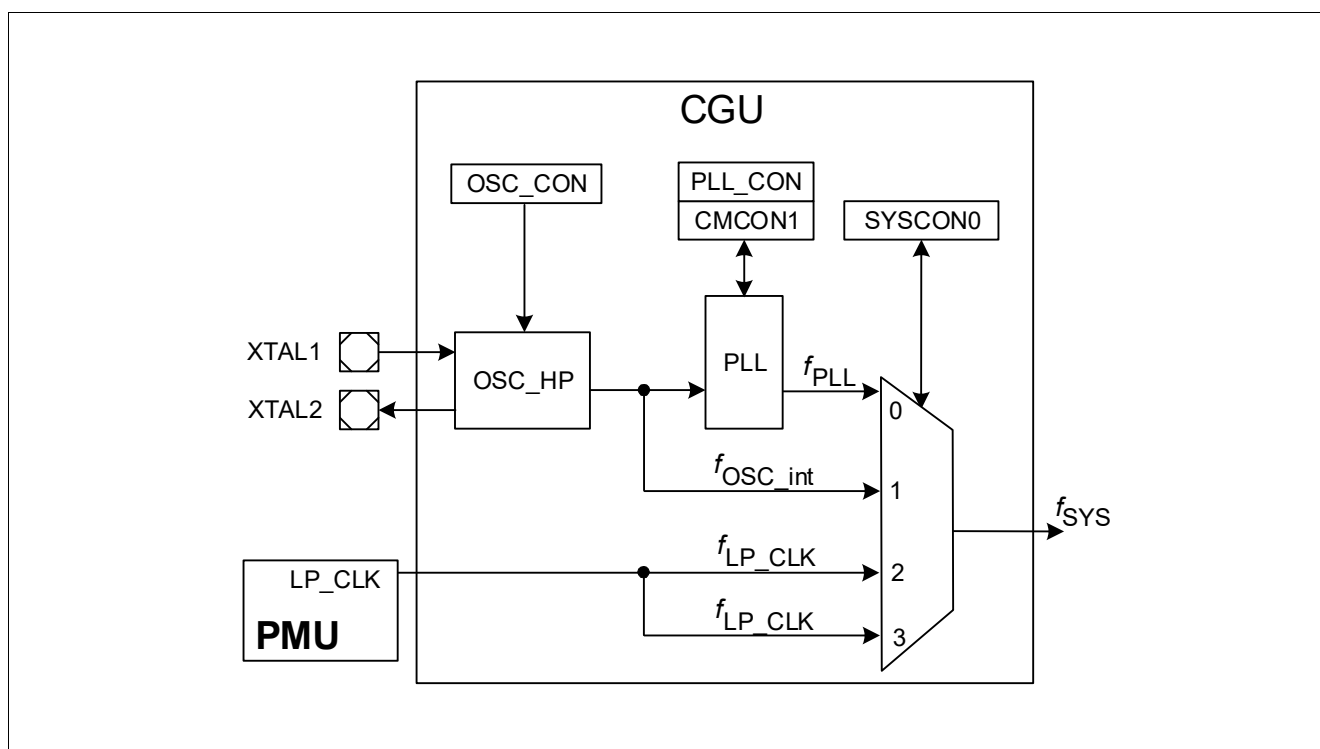 CGU
OSC_CON
PLL_CON
CMCON1
SYSCON0
XTAL1
XTAL2
OSC_HP
PLL
fPLL
0
fOSC_int
1
fSYS
fLP_CLK
2
fLP_CLK
3
LP_CLK
PMU